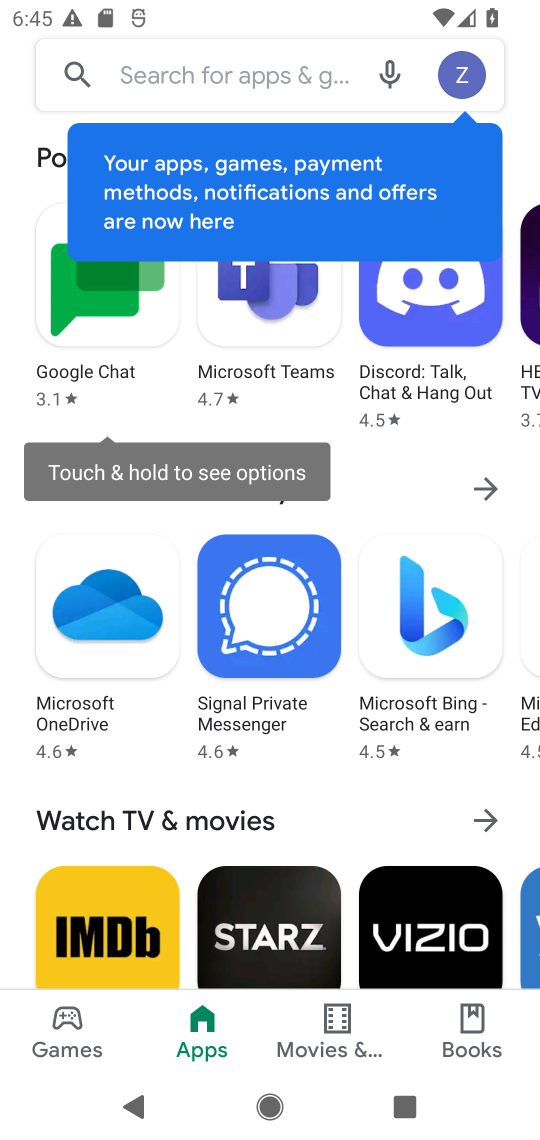 6:45
Search for apps & g...
Z
Po
Your apps, games, payment
methods, notifications and offers
are now here
T
Google Chat
3.1★
Microsoft Teams
4.7★
Discord: Talk,
Chat & Hang Out
4.5★
HB
TV
3.7
Touch & hold to see options
Microsoft
OneDrive
4.6★
Signal Private
Messenger
4.6★
Microsoft Bing -
Search & earn
4.5★
Mi
Ed
4.5
Watch TV & movies
IMDb
STARZ
VIZIO
Games
Apps
Movies &...
Books